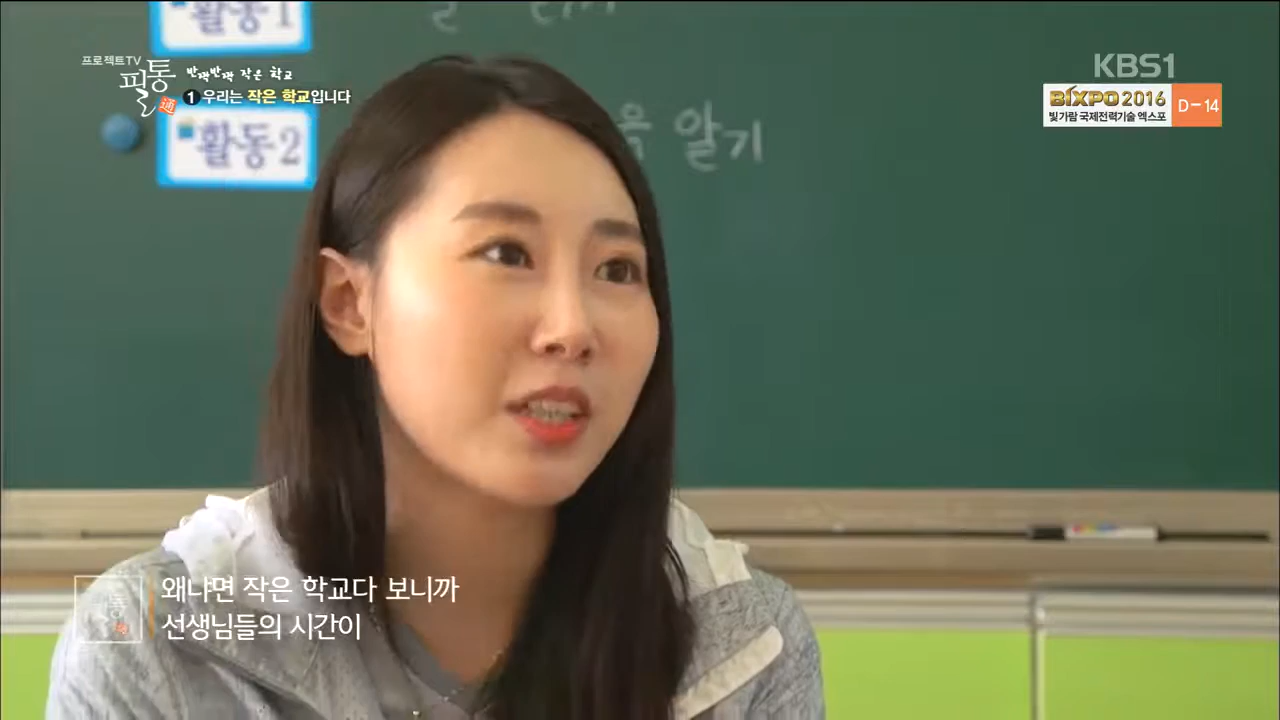 활동1
프로젝트TV
필통
通
반짝반짝 작은 학교
1 우리는 작은 학교입니다
KBS1
BIXPO 2016
빛가람 국제전력기술 엑스포
D-14
활동2
알기
왜냐면 작은 학교다 보니까
선생님들의 시간이